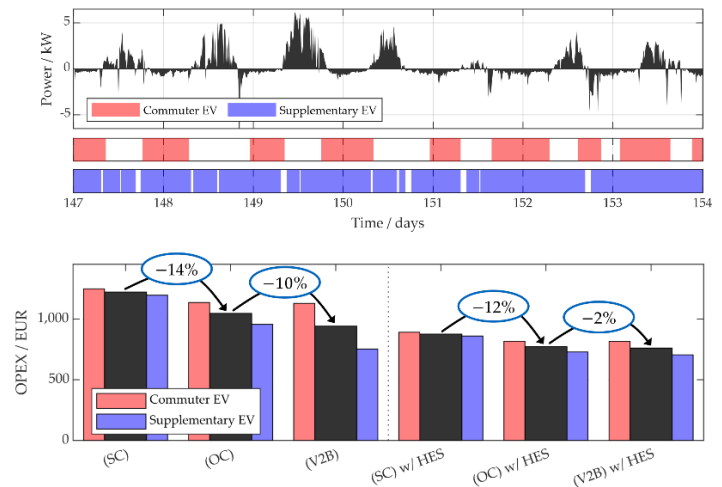 5
0
-5
Power / kW
Commuter EV
Supplementary EV
147
148
149
150
151
152
153
154
Time / days
−14%
−10%
−12%
−2%
1,000
500
0
OPEX / EUR
Commuter EV
Supplementary EV
(SC)
(OC)
(V2B)
(SC) w/ HES
(OC) w/ HES
(V2B) w/ HES